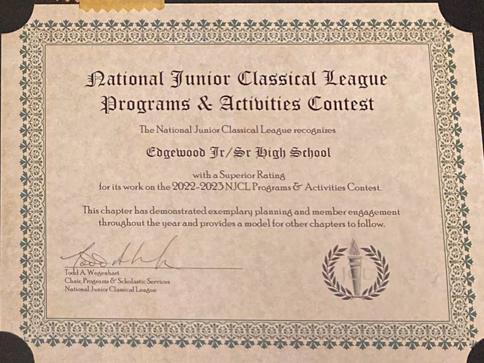 National Junior Classical League
Programs & Activities Contest
The National Junior Classical League recognizes
Edgewood Jr/Sr High School
with a Superior Rating
for its work on the 2022-2023 NJCL Programs & Activities Contest.
This chapter has demonstrated exemplary planning and member engagement
throughout the year and provides a model for other chapters to follow.
Todd A. Wegenhart
Chair, Programs & Scholastic Services
National Junior Classical League